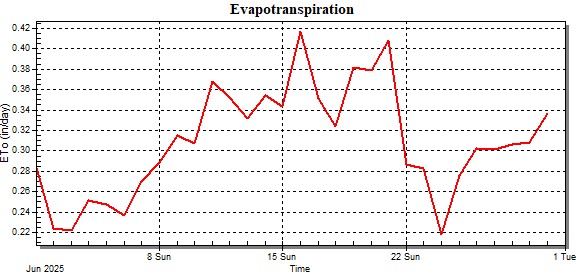 Evapotranspiration
0.42
0.40
0.38
0.36
0.34
0.32
0.30
0.28
0.26
0.24
0.22
ETo (in/day)
8 Sun
15 Sun
22 Sun
1 Tue
Jun 2025
Time